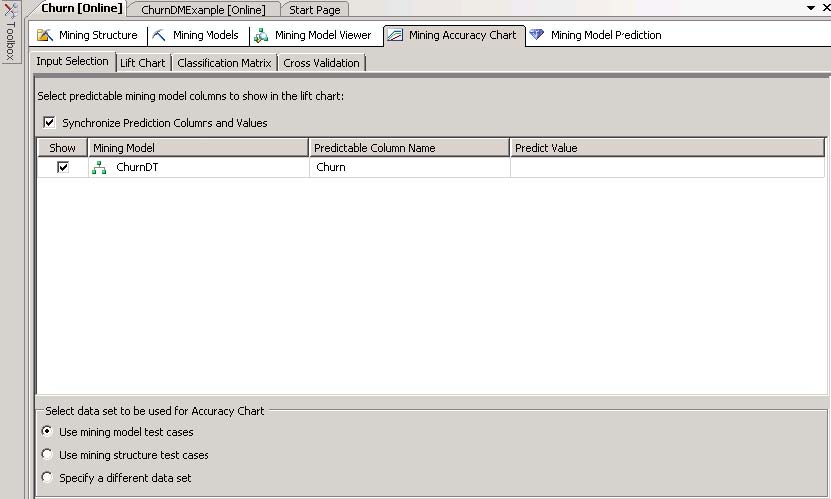 Toolbox
Churn [Online] ChurnDMExample [Online] Start Page
Mining Structure Mining Models Mining Model Viewer Mining Accuracy Chart Mining Model Prediction
Input Selection Lift Chart Classification Matrix Cross Validation
Select predictable mining model columns to show in the lift chart:
Synchronize Prediction Columns and Values
Show Mining Model Predictable Column Name Predict Value
ChurnDT Churn
Select data set to be used for Accuracy Chart
Use mining model test cases
Use mining structure test cases
Specify a different data set